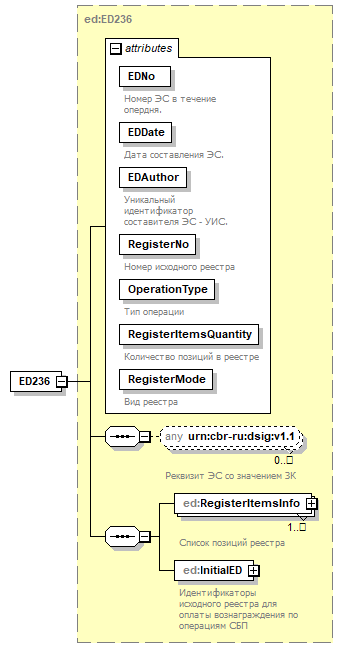 ed:ED236
attributes
EDNo
Номер ЭС в течение
опердня.
EDDate
Дата составления ЭС.
EDAuthor
Уникальный
идентификатор
составителя ЭС - УИС.
RegisterNo
Номер исходного реестра
OperationType
Тип операции
RegisterItemsQuantity
Количество позиций в реестре
RegisterMode
Вид реестра
ED236
any urn:cbr-ru:dsig:v1.1
0..□
Реквизит ЭС со значением ЗК
ed:RegisterItemsInfo
1..□
Список позиций реестра
ed:InitialED
Идентификаторы
исходного реестра для
оплаты вознаграждения по
операциям СБП